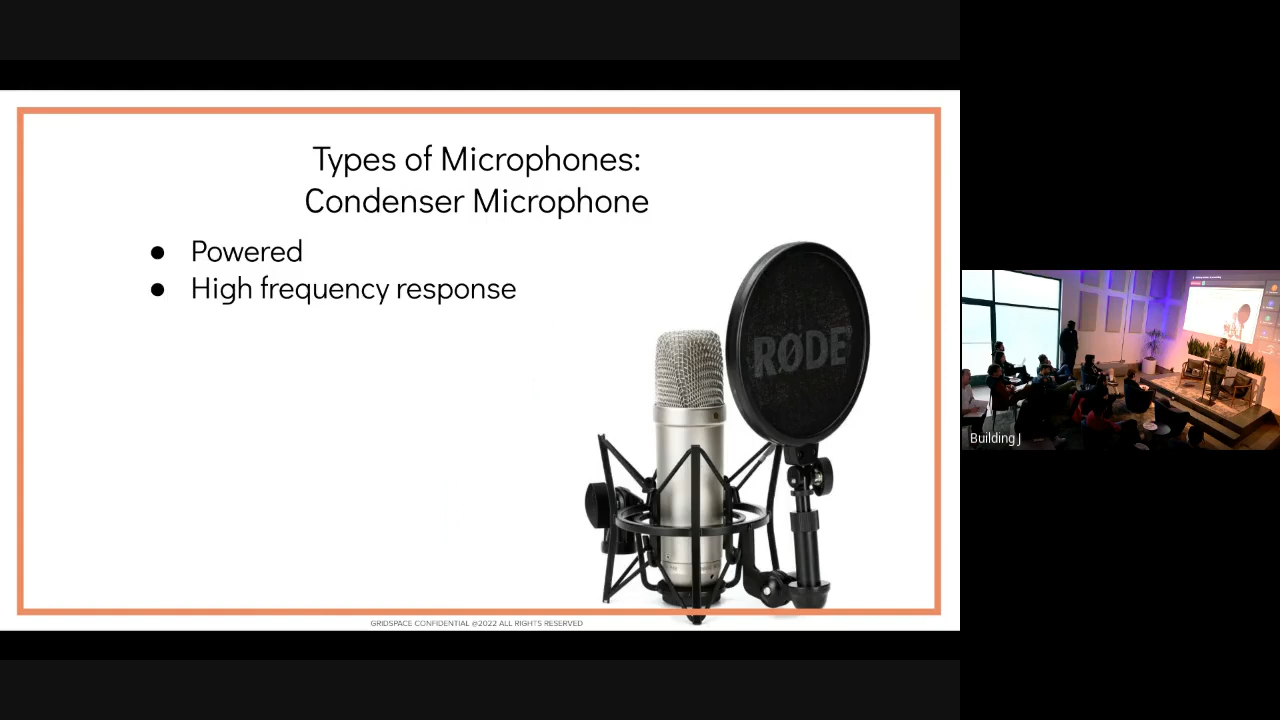 Types of Microphones:
Condenser Microphone
● Powered
● High frequency response
RØDE
GRIDSPACE CONFIDENTIAL @2022 ALL RIGHTS RESERVED
Building J